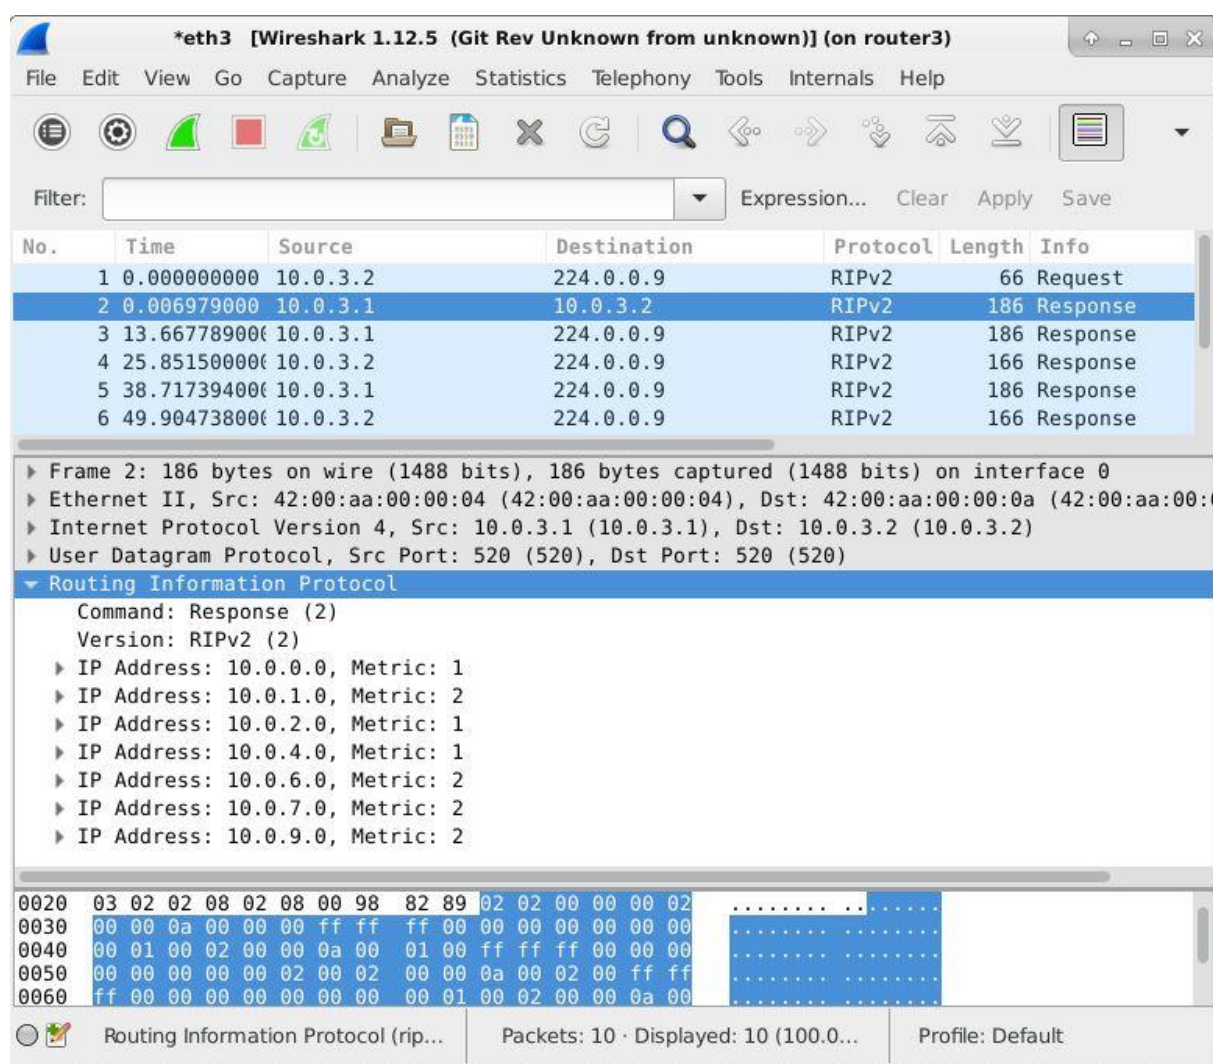 *eth3 [Wireshark 1.12.5 (Git Rev Unknown from unknown)] (on router3)
File Edit View Go Capture Analyze Statistics Telephony Tools Internals Help
Filter: Expression... Clear Apply Save
No. Time Source Destination Protocol Length Info
1 0.000000000 10.0.3.2 224.0.0.9 RIPv2 66 Request
2 0.006979000 10.0.3.1 10.0.3.2 RIPv2 186 Response
3 13.667789000 10.0.3.1 224.0.0.9 RIPv2 186 Response
4 25.851500000 10.0.3.2 224.0.0.9 RIPv2 166 Response
5 38.717394000 10.0.3.1 224.0.0.9 RIPv2 186 Response
6 49.904738000 10.0.3.2 224.0.0.9 RIPv2 166 Response
Frame 2: 186 bytes on wire (1488 bits), 186 bytes captured (1488 bits) on interface 0
Ethernet II, Src: 42:00:aa:00:00:04 (42:00:aa:00:00:04), Dst: 42:00:aa:00:00:0a (42:00:aa:00:
Internet Protocol Version 4, Src: 10.0.3.1 (10.0.3.1), Dst: 10.0.3.2 (10.0.3.2)
User Datagram Protocol, Src Port: 520 (520), Dst Port: 520 (520)
Routing Information Protocol
Command: Response (2)
Version: RIPv2 (2)
IP Address: 10.0.0.0, Metric: 1
IP Address: 10.0.1.0, Metric: 2
IP Address: 10.0.2.0, Metric: 1
IP Address: 10.0.4.0, Metric: 1
IP Address: 10.0.6.0, Metric: 2
IP Address: 10.0.7.0, Metric: 2
IP Address: 10.0.9.0, Metric: 2
0020 03 02 02 08 02 08 00 98 82 89 02 02 00 00 00 02 ........ ........
0030 00 00 0a 00 00 00 ff ff ff 00 00 00 00 00 00 00 ........ ........
0040 00 01 00 02 00 00 0a 00 01 00 ff ff ff 00 00 00 ........ ........
0050 00 00 00 00 00 02 00 02 00 00 0a 00 02 00 ff ff ........ ........
0060 ff 00 00 00 00 00 00 00 00 01 00 02 00 00 0a 00 ........ ........
Routing Information Protocol (rip... Packets: 10 · Displayed: 10 (100.0... Profile: Default